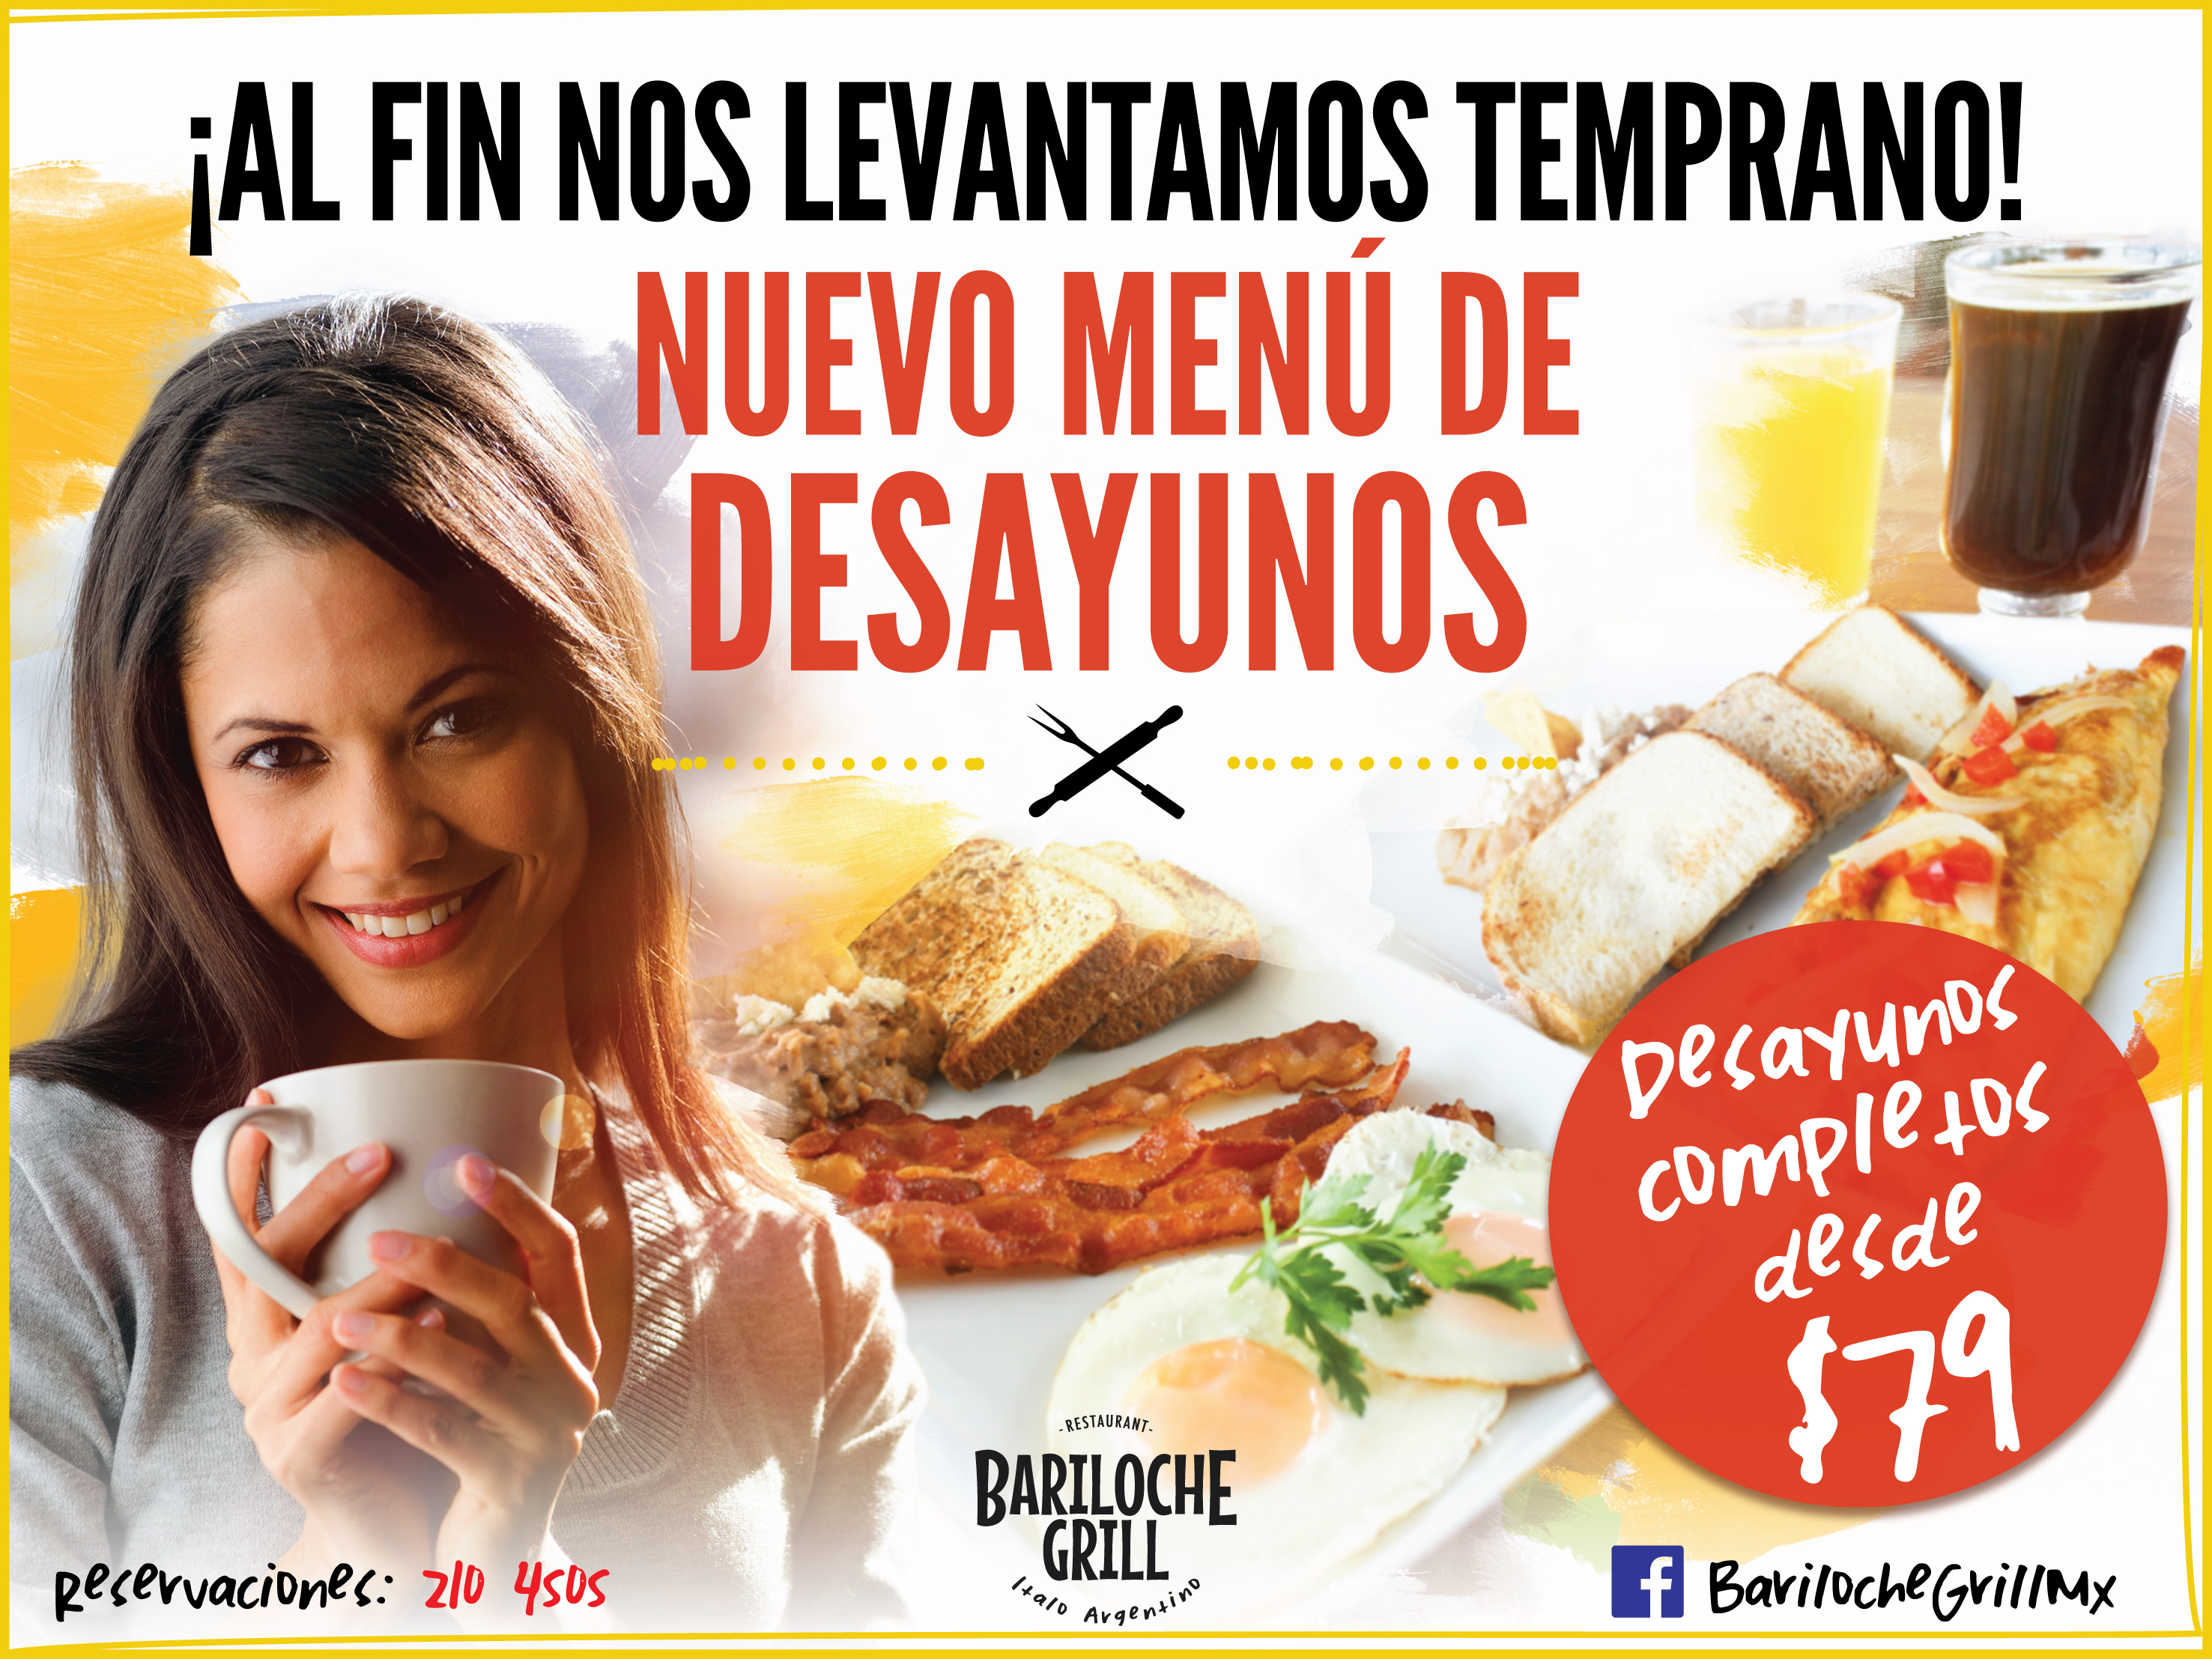 ¡AL FIN NOS LEVANTAMOS TEMPRANO!
NUEVO MENÚ DE
DESAYUNOS
Desayunos
completos
desde
$79
-RESTAURANT-
BARILOCHE
GRILL
Italo Argentino
Reservaciones: 210 4505
f BarilocheGrillMx